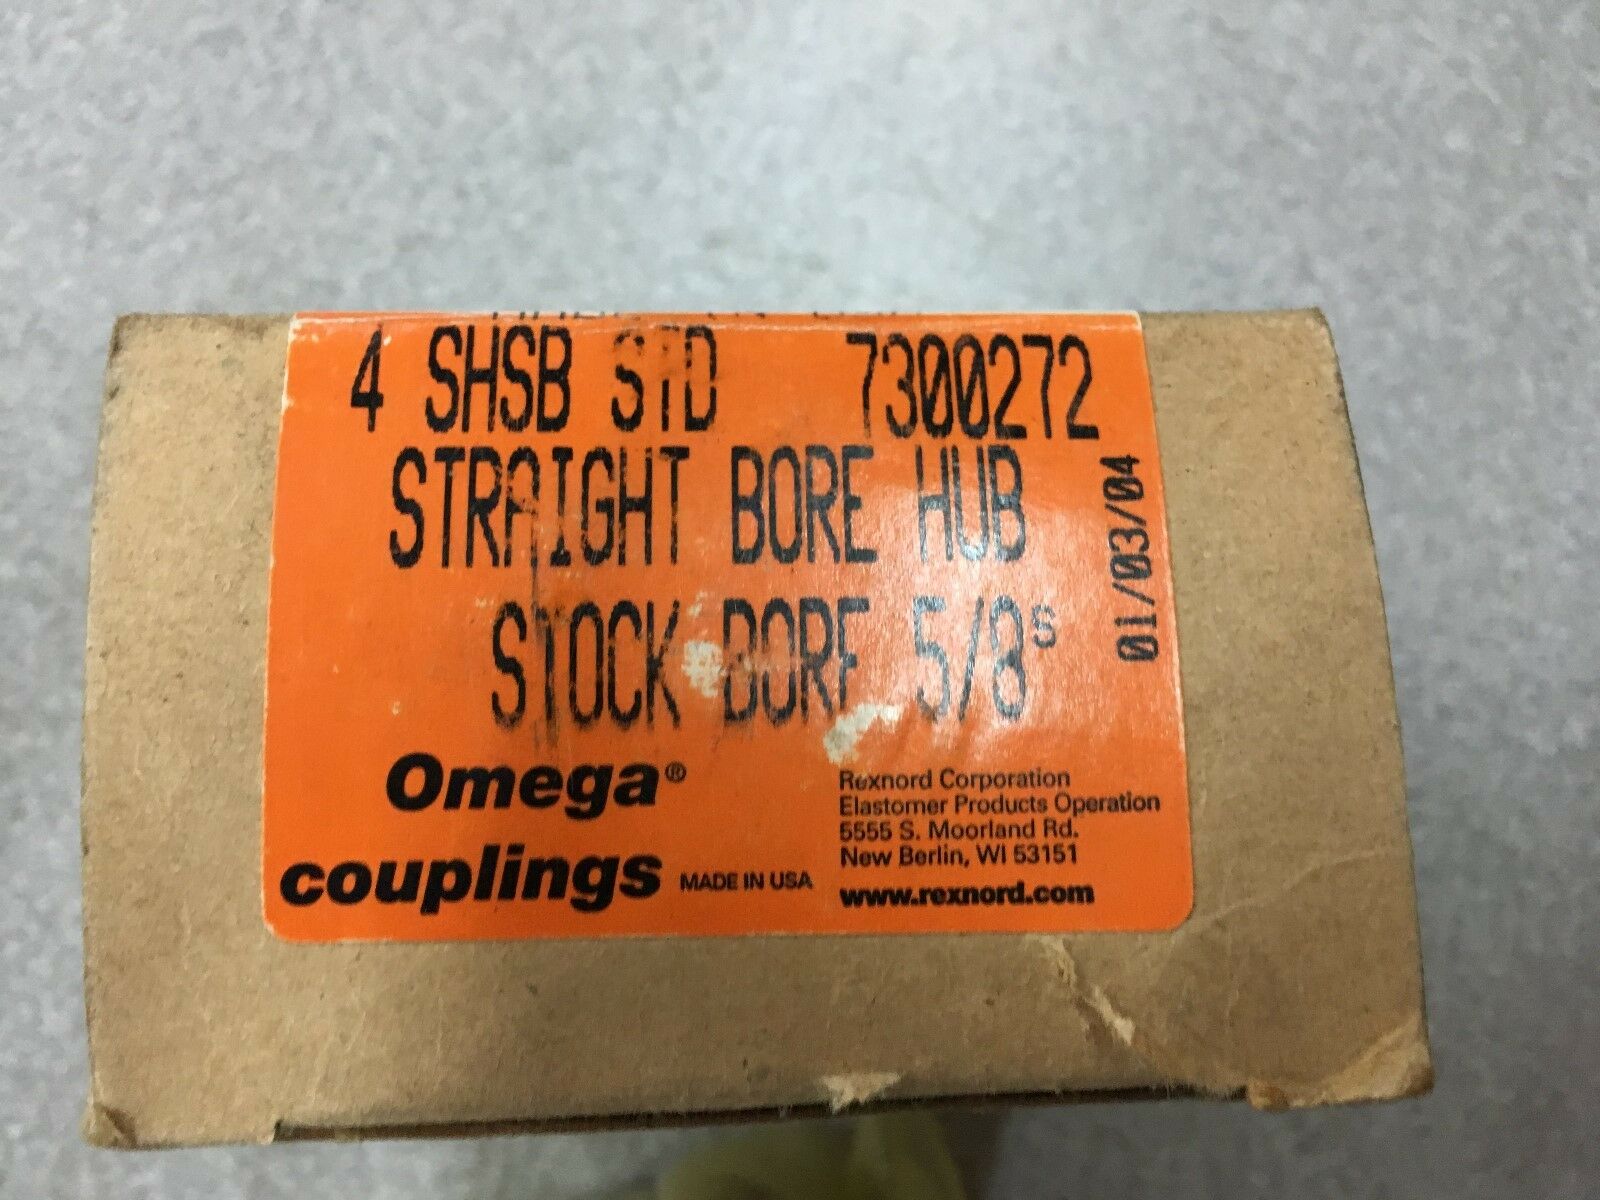 4 SHSB STD 7300272
STRAIGHT BORE HUB
STOCK BORE 5/8S
01/03/04
Omega®
couplings MADE IN USA
Rexnord Corporation
Elastomer Products Operation
5555 S. Moorland Rd.
New Berlin, WI 53151
www.rexnord.com